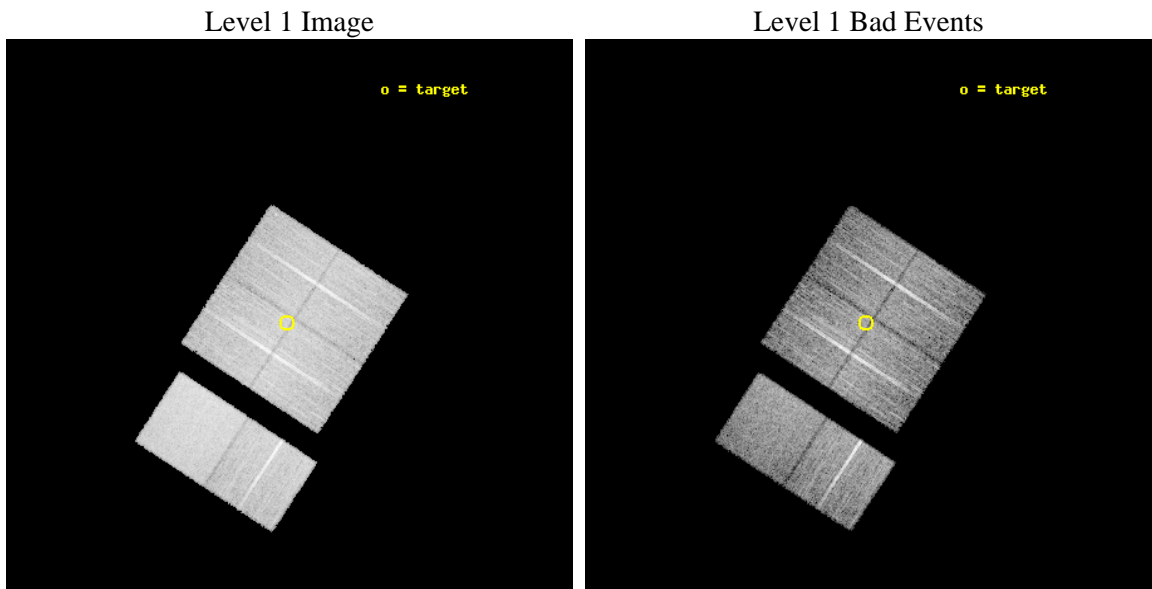 Level 1 Image
Level 1 Bad Events
o = target
o = target